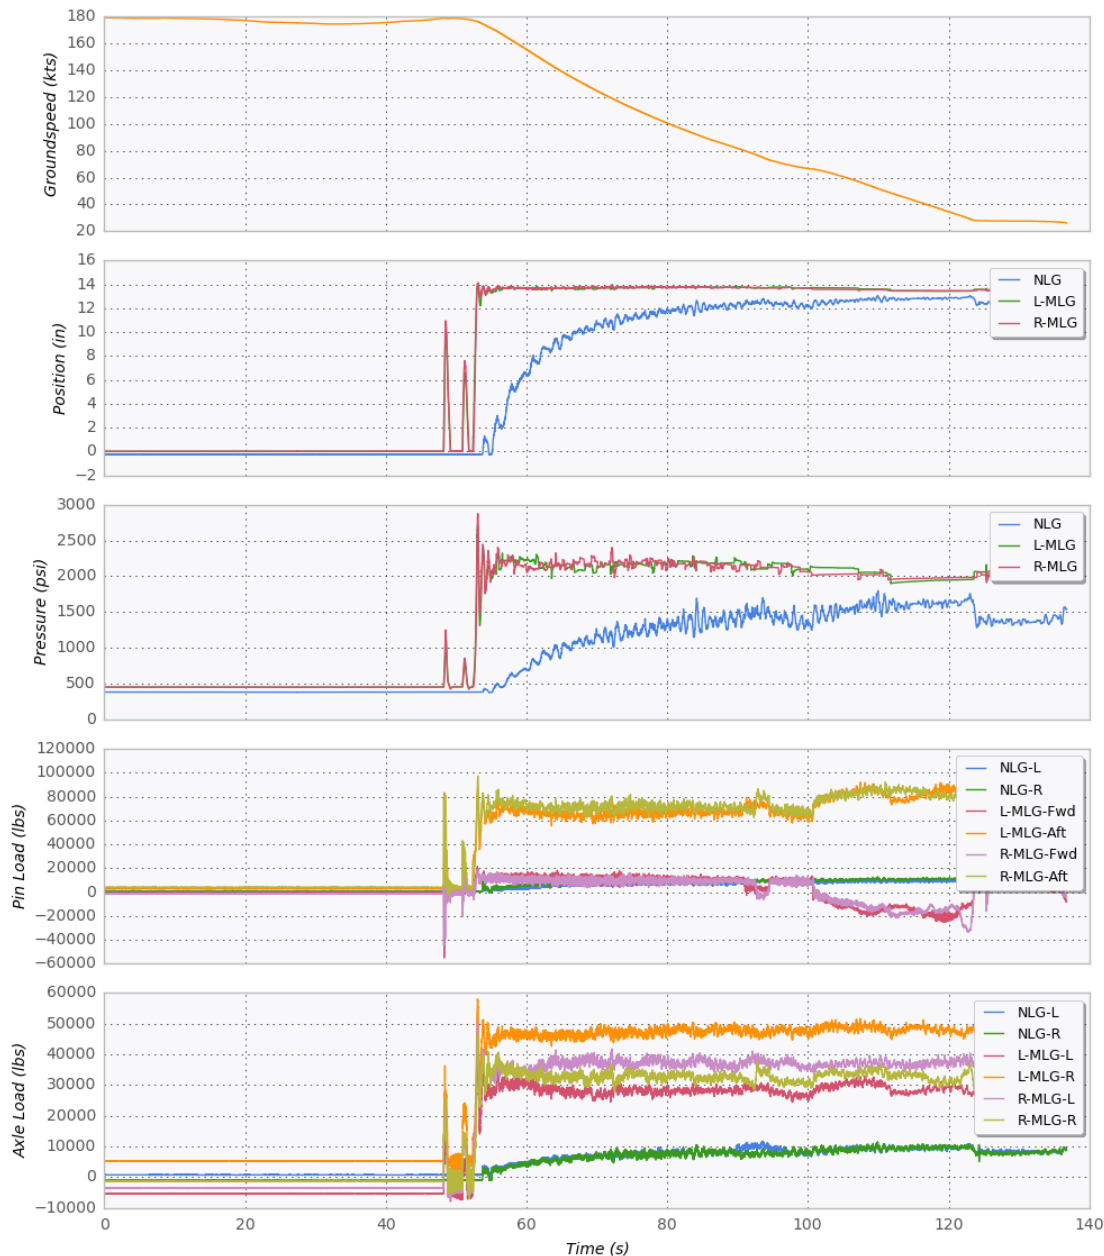 180
160
140
120
100
80
60
40
20
Groundspeed (kts)
16
14
12
10
8
6
4
2
0
−2
Position (in)
NLG
L-MLG
R-MLG
3000
2500
2000
1500
1000
500
0
Pressure (psi)
NLG
L-MLG
R-MLG
120000
100000
80000
60000
40000
20000
0
−20000
−40000
−60000
Pin Load (lbs)
NLG-L
NLG-R
L-MLG-Fwd
L-MLG-Aft
R-MLG-Fwd
R-MLG-Aft
60000
50000
40000
30000
20000
10000
0
−10000
Axle Load (lbs)
NLG-L
NLG-R
L-MLG-L
L-MLG-R
R-MLG-L
R-MLG-R
0 20 40 60 80 100 120 140
Time (s)